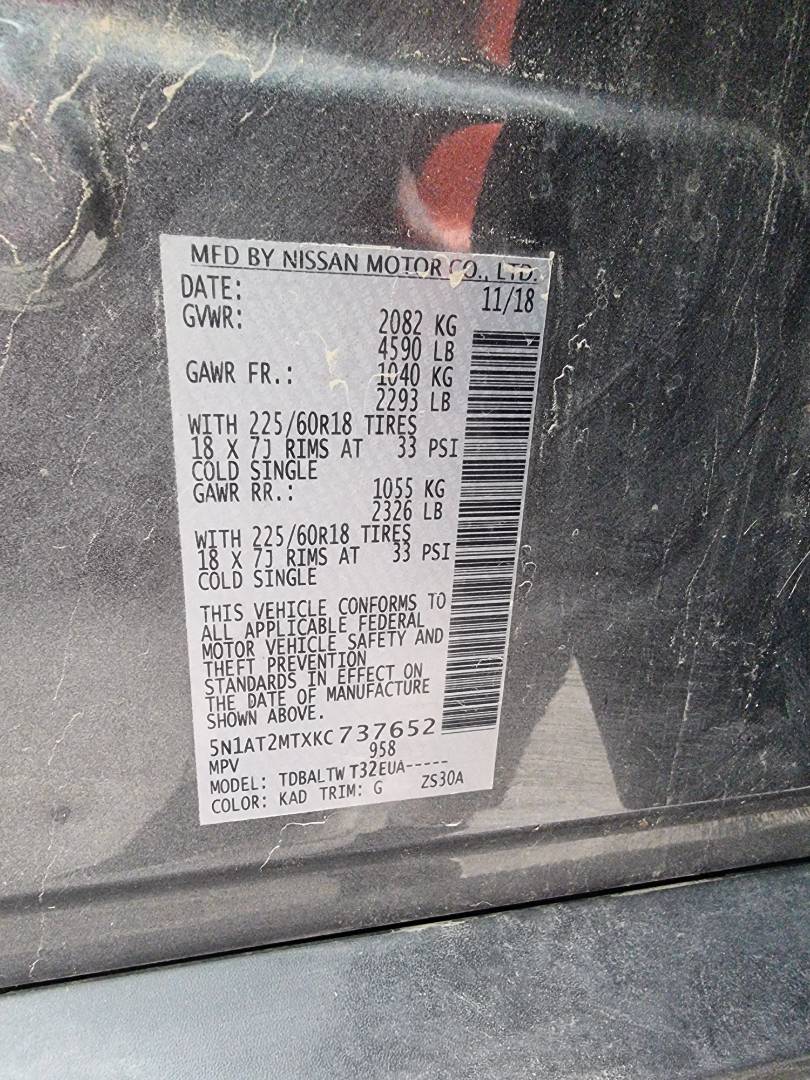 MFD BY NISSAN MOTOR CO., LTD.
DATE: 11/18
GVWR: 2082 KG
4590 LB
GAWR FR.: 1040 KG
2293 LB
WITH 225/60R18 TIRES
18 X 7J RIMS AT 33 PSI
COLD SINGLE
GAWR RR.: 1055 KG
2326 LB
WITH 225/60R18 TIRES
18 X 7J RIMS AT 33 PSI
COLD SINGLE
THIS VEHICLE CONFORMS TO
ALL APPLICABLE FEDERAL
MOTOR VEHICLE SAFETY AND
THEFT PREVENTION
STANDARDS IN EFFECT ON
THE DATE OF MANUFACTURE
SHOWN ABOVE.
5N1AT2MTXKC737652
MPV 958
MODEL: TDBALTW T32EUA-----
COLOR: KAD TRIM: G ZS30A